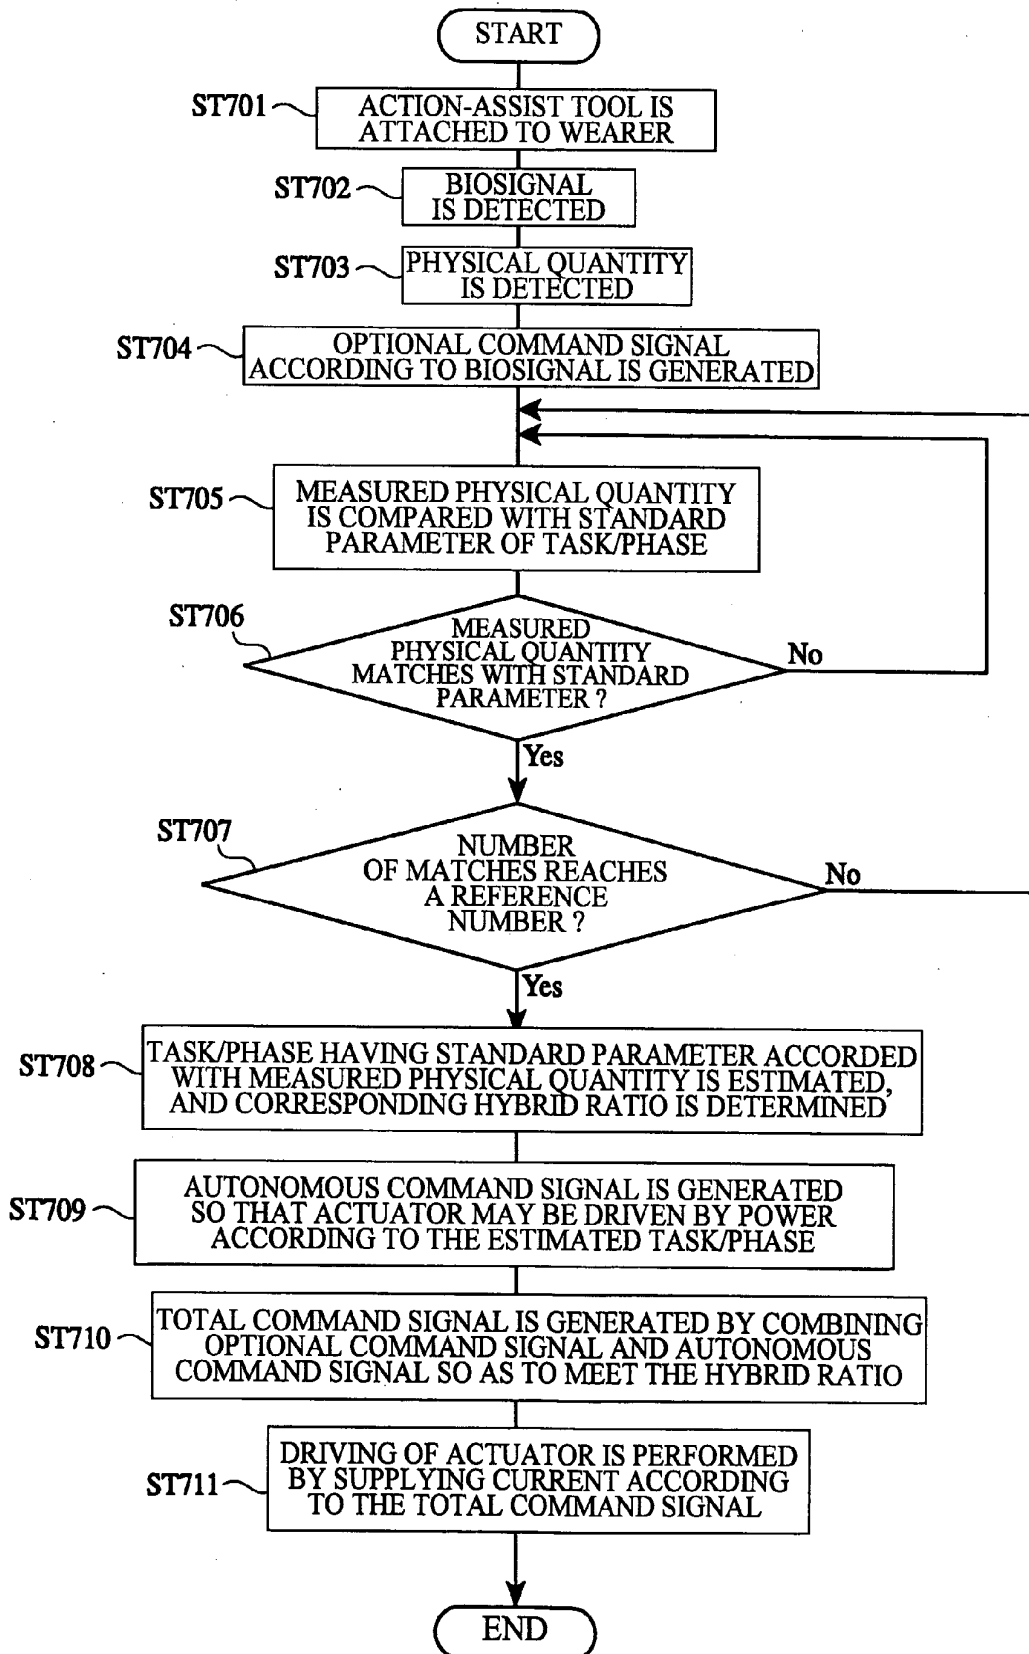 START
ST701
ACTION-ASSIST TOOL IS
ATTACHED TO WEARER
ST702
BIOSIGNAL
IS DETECTED
ST703
PHYSICAL QUANTITY
IS DETECTED
ST704
OPTIONAL COMMAND SIGNAL
ACCORDING TO BIOSIGNAL IS GENERATED
ST705
MEASURED PHYSICAL QUANTITY
IS COMPARED WITH STANDARD
PARAMETER OF TASK/PHASE
ST706
MEASURED
PHYSICAL QUANTITY
MATCHES WITH STANDARD
PARAMETER ?
No
Yes
ST707
NUMBER
OF MATCHES REACHES
A REFERENCE
NUMBER ?
No
Yes
ST708
TASK/PHASE HAVING STANDARD PARAMETER ACCORDED
WITH MEASURED PHYSICAL QUANTITY IS ESTIMATED,
AND CORRESPONDING HYBRID RATIO IS DETERMINED
ST709
AUTONOMOUS COMMAND SIGNAL IS GENERATED
SO THAT ACTUATOR MAY BE DRIVEN BY POWER
ACCORDING TO THE ESTIMATED TASK/PHASE
ST710
TOTAL COMMAND SIGNAL IS GENERATED BY COMBINING
OPTIONAL COMMAND SIGNAL AND AUTONOMOUS
COMMAND SIGNAL SO AS TO MEET THE HYBRID RATIO
ST711
DRIVING OF ACTUATOR IS PERFORMED
BY SUPPLYING CURRENT ACCORDING
TO THE TOTAL COMMAND SIGNAL
END